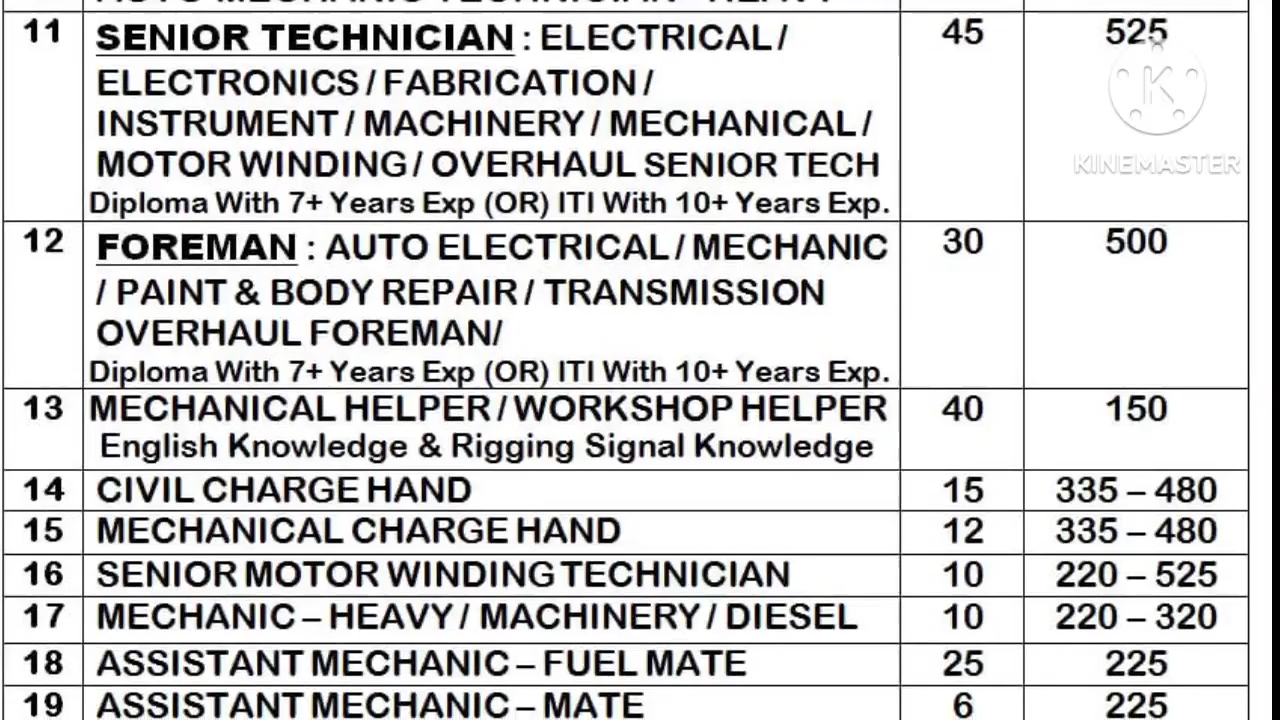 11 SENIOR TECHNICIAN : ELECTRICAL / 45 525
ELECTRONICS / FABRICATION /
INSTRUMENT / MACHINERY / MECHANICAL /
MOTOR WINDING / OVERHAUL SENIOR TECH
Diploma With 7+ Years Exp (OR) ITI With 10+ Years Exp.
K
KINEMASTER
12 FOREMAN : AUTO ELECTRICAL / MECHANIC 30 500
/ PAINT & BODY REPAIR / TRANSMISSION
OVERHAUL FOREMAN/
Diploma With 7+ Years Exp (OR) ITI With 10+ Years Exp.
13 MECHANICAL HELPER / WORKSHOP HELPER 40 150
English Knowledge & Rigging Signal Knowledge
14 CIVIL CHARGE HAND 15 335 – 480
15 MECHANICAL CHARGE HAND 12 335 – 480
16 SENIOR MOTOR WINDING TECHNICIAN 10 220 – 525
17 MECHANIC – HEAVY / MACHINERY / DIESEL 10 220 – 320
18 ASSISTANT MECHANIC – FUEL MATE 25 225
19 ASSISTANT MECHANIC – MATE 6 225